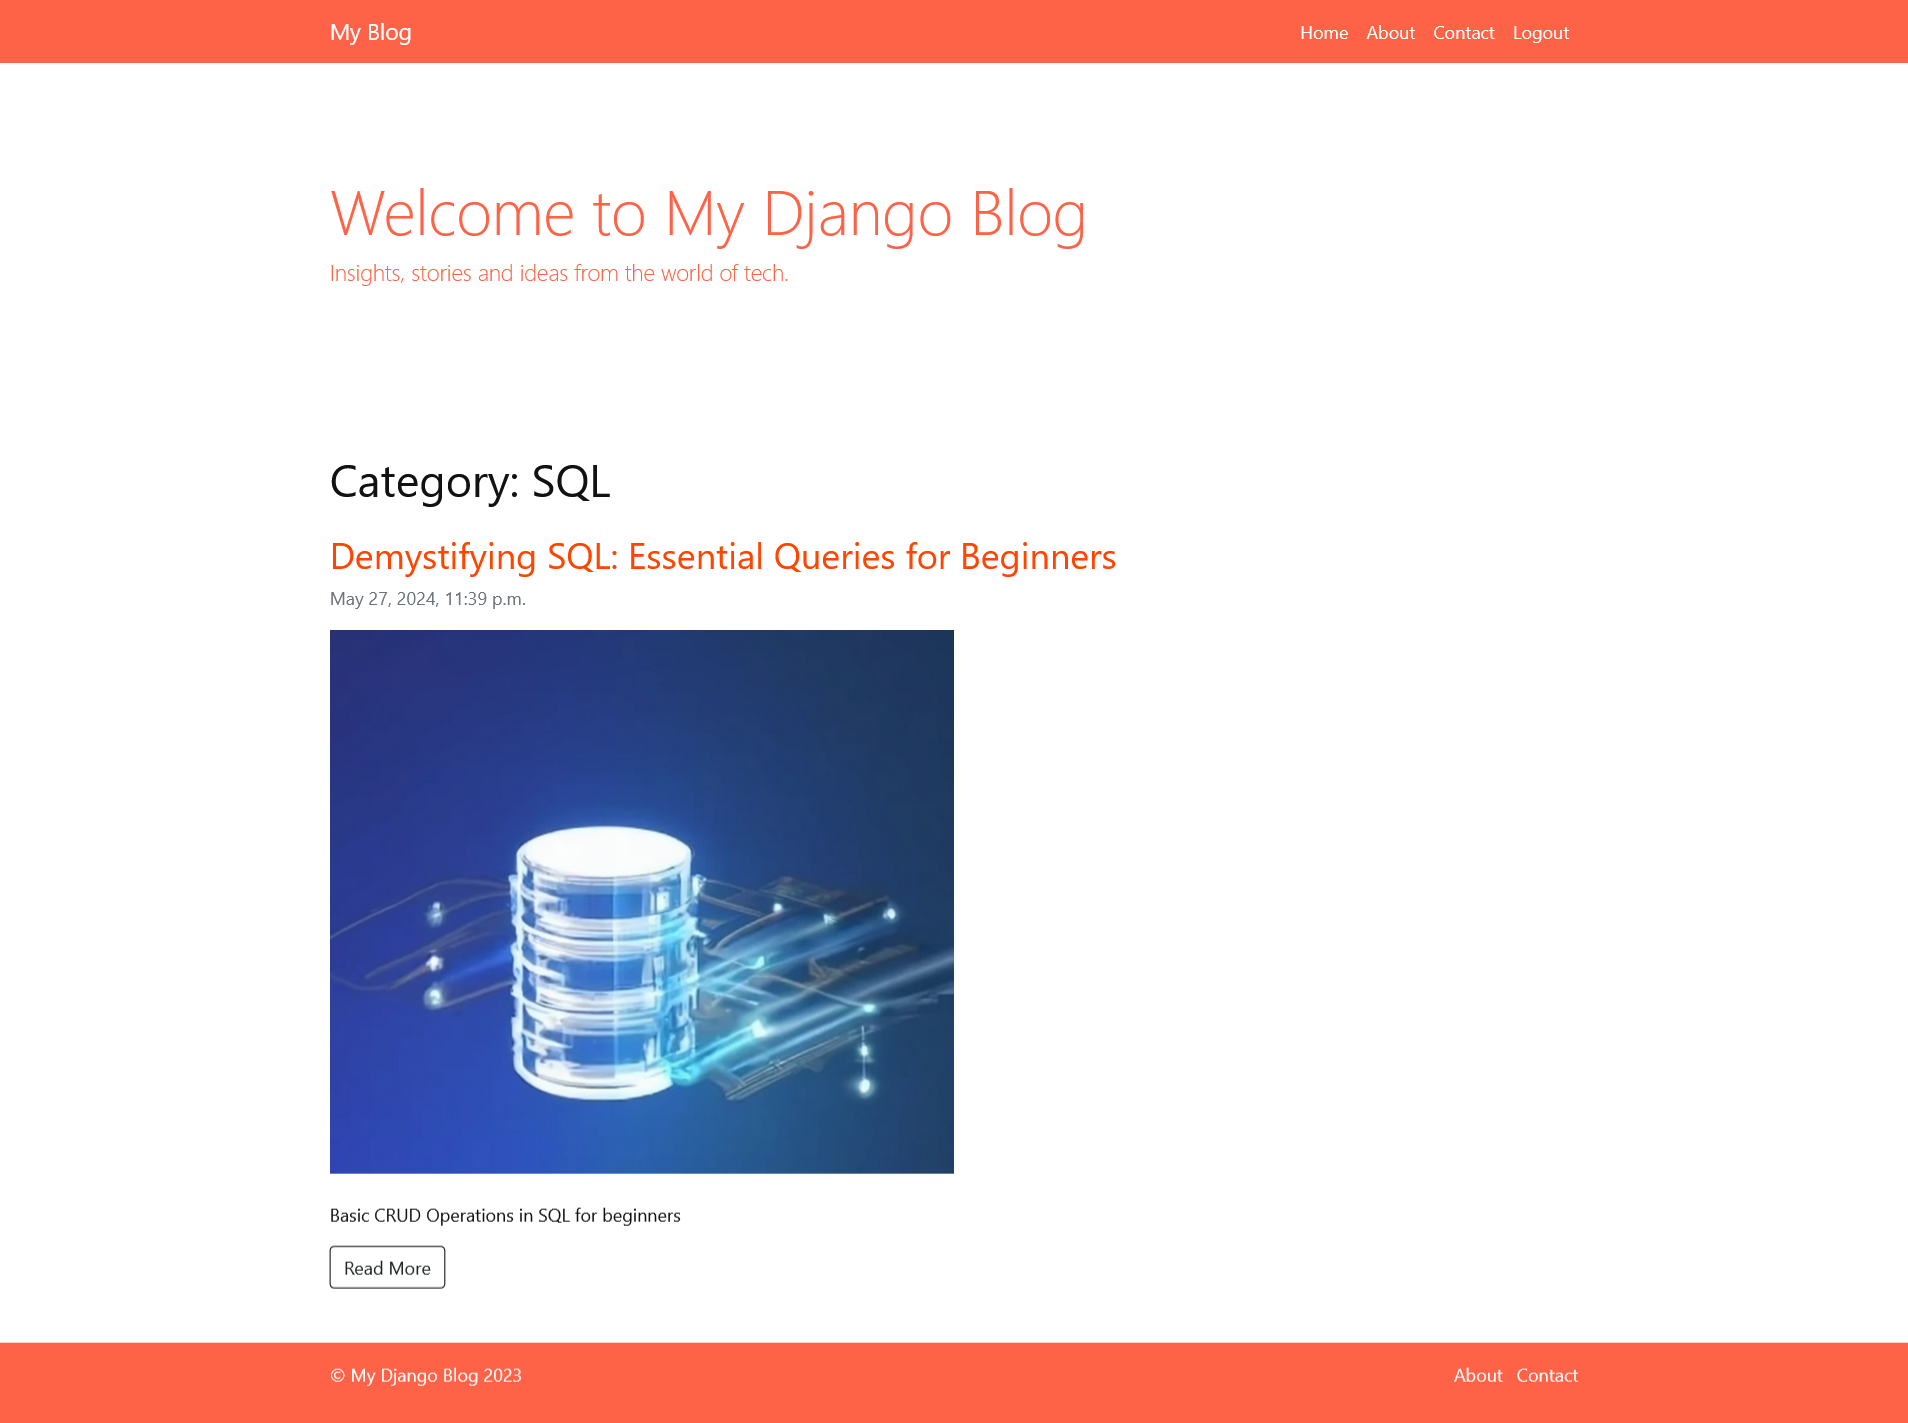 My Blog
Home About Contact Logout
Welcome to My Django Blog
Insights, stories and ideas from the world of tech.
Category: SQL
Demystifying SQL: Essential Queries for Beginners
May 27, 2024, 11:39 p.m.
Basic CRUD Operations in SQL for beginners
Read More
© My Django Blog 2023
About Contact